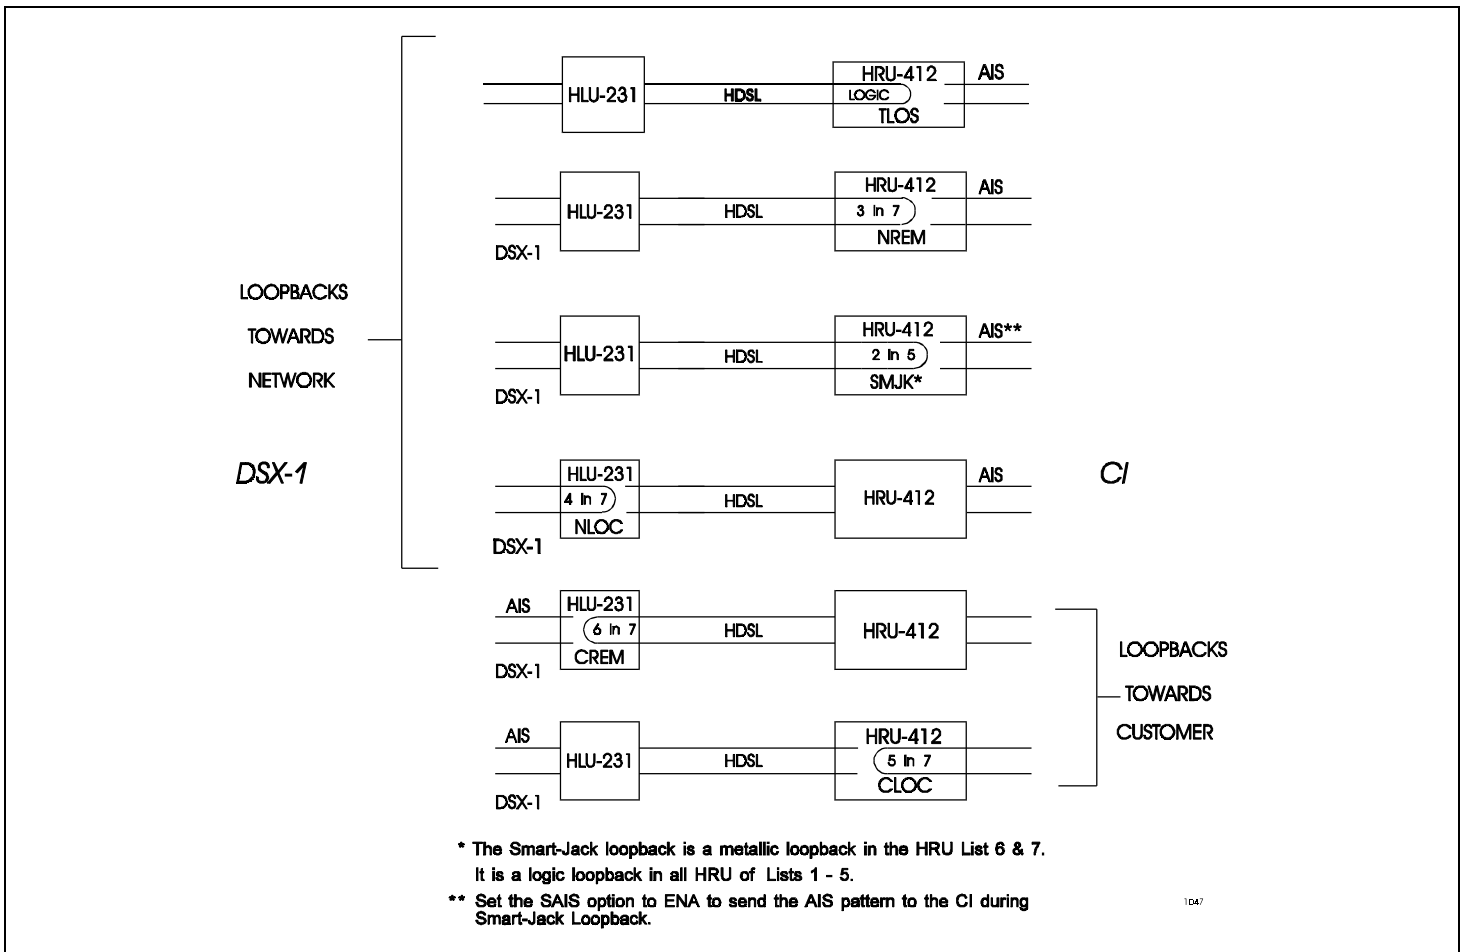 HLU-231
HDSL
HRU-412
LOGIC
TLOS
AIS
HLU-231
HDSL
HRU-412
3 in 7
NREM
AIS
DSX-1
LOOPBACKS
TOWARDS
NETWORK
HLU-231
HDSL
HRU-412
2 in 5
SMJK*
AIS**
DSX-1
DSX-1
HLU-231
4 in 7
NLOC
HDSL
HRU-412
AIS
CI
DSX-1
AIS
HLU-231
6 in 7
CREM
HDSL
HRU-412
DSX-1
LOOPBACKS
TOWARDS
CUSTOMER
AIS
HLU-231
HDSL
HRU-412
5 in 7
CLOC
DSX-1
* The Smart-Jack loopback is a metallic loopback in the HRU List 6 & 7.
It is a logic loopback in all HRU of Lists 1 - 5.
** Set the SAIS option to ENA to send the AIS pattern to the CI during
Smart-Jack Loopback.
1D47